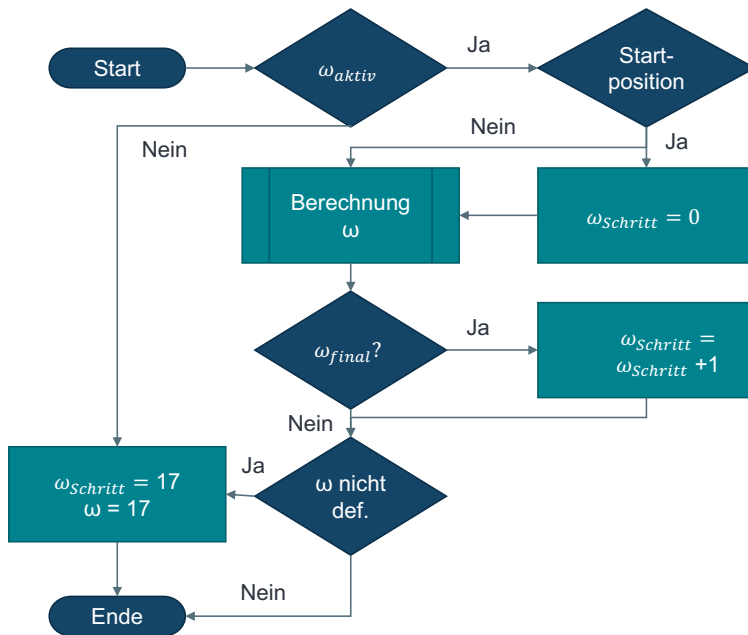 Start
ω_aktiv
Ja
Start-
position
Nein
Nein
Ja
Berechnung
ω
ω_Schritt = 0
ω_final?
Ja
ω_Schritt =
ω_Schritt +1
Nein
ω_Schritt = 17
ω = 17
Ja
ω nicht
def.
Nein
Ende